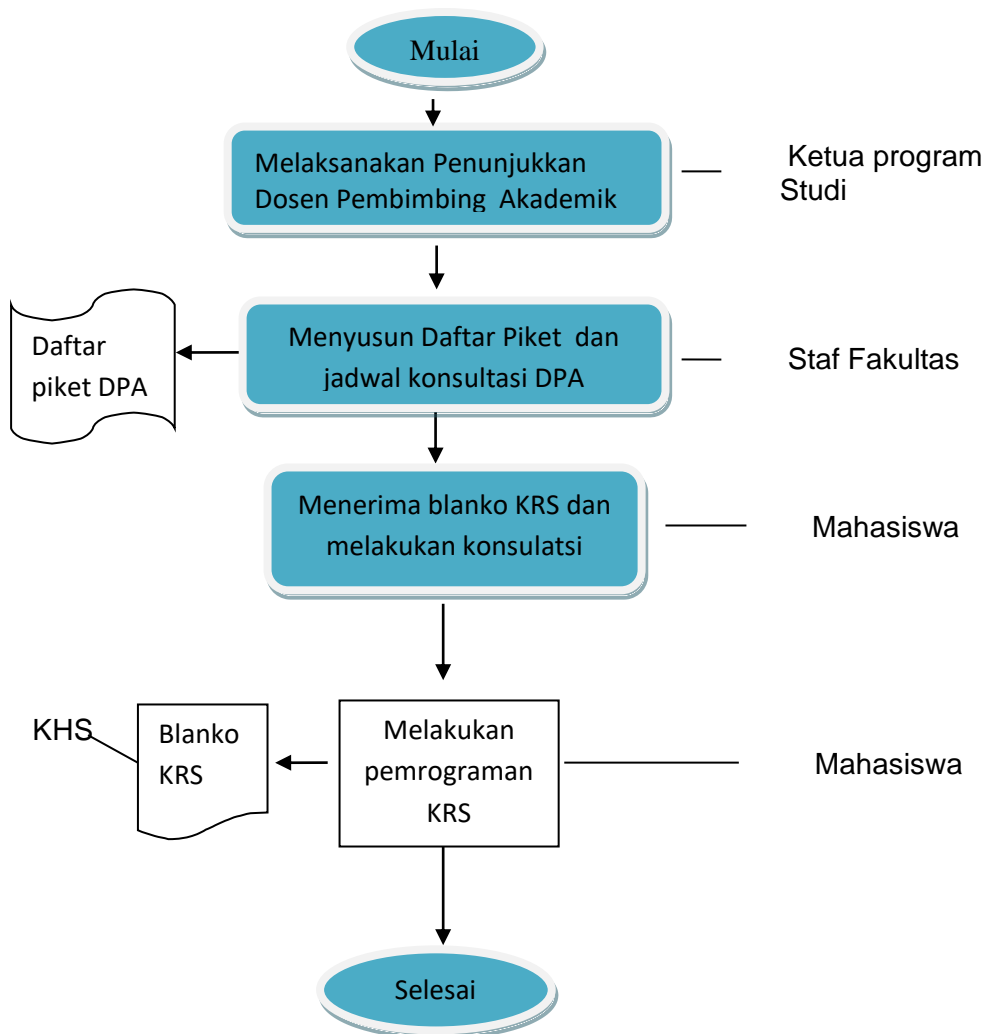 Mulai
Melaksanakan Penunjukkan
Dosen Pembimbing Akademik
Ketua program
Studi
Daftar
piket DPA
Menyusun Daftar Piket dan
jadwal konsultasi DPA
Staf Fakultas
Menerima blanko KRS dan
melakukan konsulatsi
Mahasiswa
KHS
Blanko
KRS
Melakukan
pemrograman
KRS
Mahasiswa
Selesai